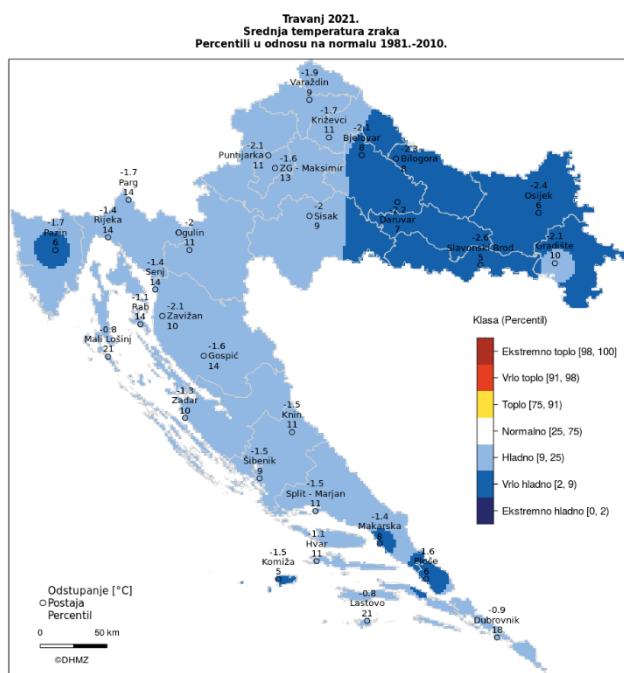 Travanj 2021.
Srednja temperatura zraka
Percentili u odnosu na normalu 1981.-2010.
-1.9
Varaždin
9
-1.7
Križevci
11
-2.1
Bjelovar
8
-2.3
Bilogora
8
-2.1
Puntijarka
11
-1.6
ZG - Maksimir
13
-1.7
Parg
14
-1.4
Rijeka
14
-1.7
Pazin
6
-2
Ogulin
11
-2
Sisak
9
-2.2
Daruvar
7
-2.4
Osijek
6
-2.6
Slavonski Brod
5
-2.1
Gradište
10
-1.4
Senj
14
-1.1
Rab
14
-2.1
Zavižan
10
-0.8
Mali Lošinj
21
-1.6
Gospić
14
-1.3
Zadar
10
-1.5
Knin
11
-1.5
Šibenik
9
-1.5
Split - Marjan
11
-1.4
Makarska
8
-1.1
Hvar
11
-1.5
Komiža
5
-1.6
Ploče
6
-0.8
Lastovo
21
-0.9
Dubrovnik
18
Klasa (Percentil)
Ekstremno toplo [98, 100]
Vrlo toplo [91, 98)
Toplo [75, 91)
Normalno [25, 75)
Hladno [9, 25)
Vrlo hladno [2, 9)
Ekstremno hladno [0, 2)
Odstupanje [°C]
Postaja
Percentil
0 50 km
©DHMZ